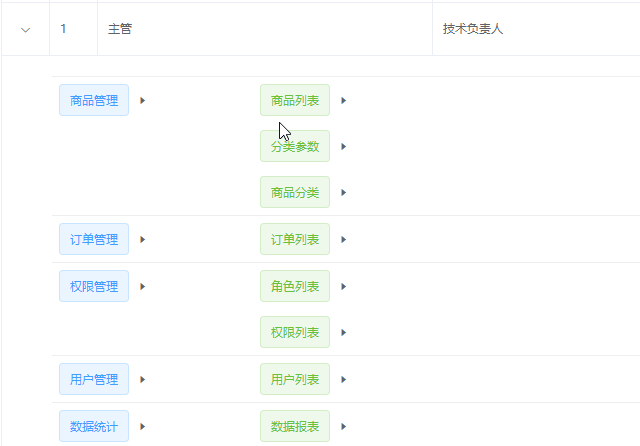 1 主管 技术负责人
商品管理 商品列表
分类参数
商品分类
订单管理 订单列表
权限管理 角色列表
权限列表
用户管理 用户列表
数据统计 数据报表